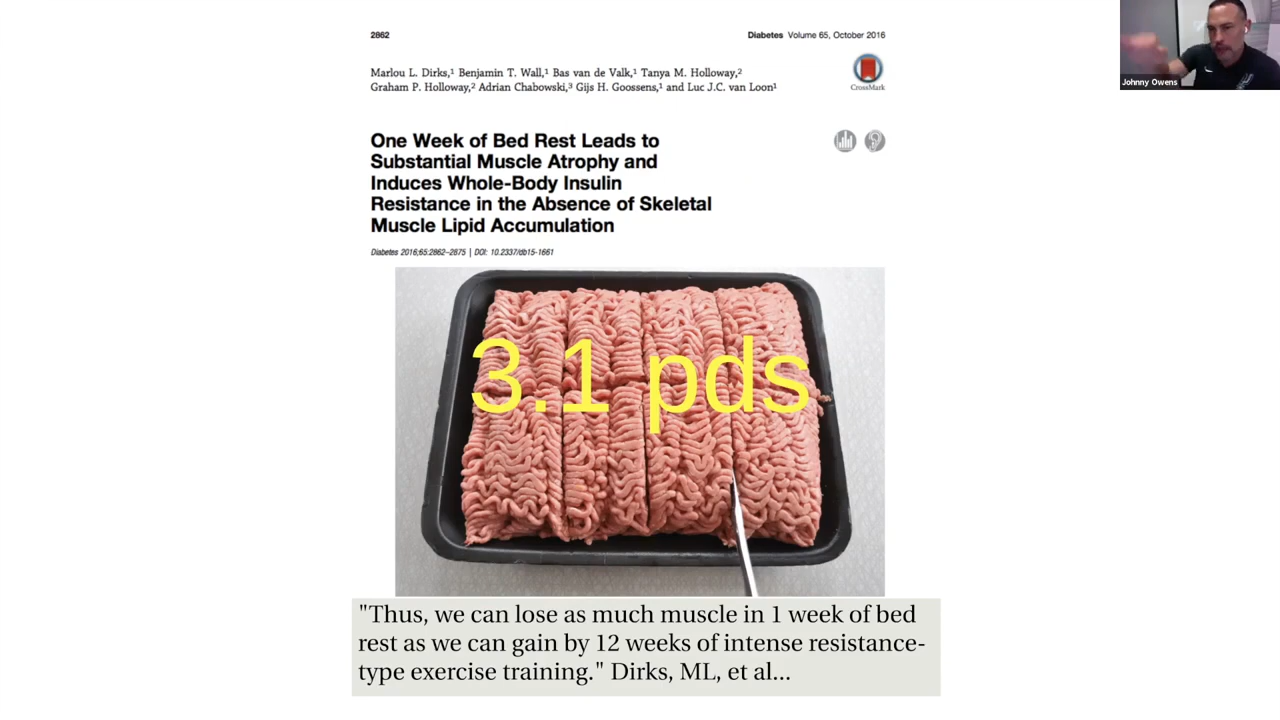 2862
Diabetes Volume 65, October 2016
Marlou L. Dirks,¹ Benjamin T. Wall,¹ Bas van de Valk,¹ Tanya M. Holloway,²
Graham P. Holloway,² Adrian Chabowski,³ Gijs H. Goossens,¹ and Luc J.C. van Loon¹
CrossMark
One Week of Bed Rest Leads to
Substantial Muscle Atrophy and
Induces Whole-Body Insulin
Resistance in the Absence of Skeletal
Muscle Lipid Accumulation
Diabetes 2016;65:2862–2875 | DOI: 10.2337/db15-1661
3.1 pds
"Thus, we can lose as much muscle in 1 week of bed
rest as we can gain by 12 weeks of intense resistance-
type exercise training." Dirks, ML, et al...
Johnny Owens